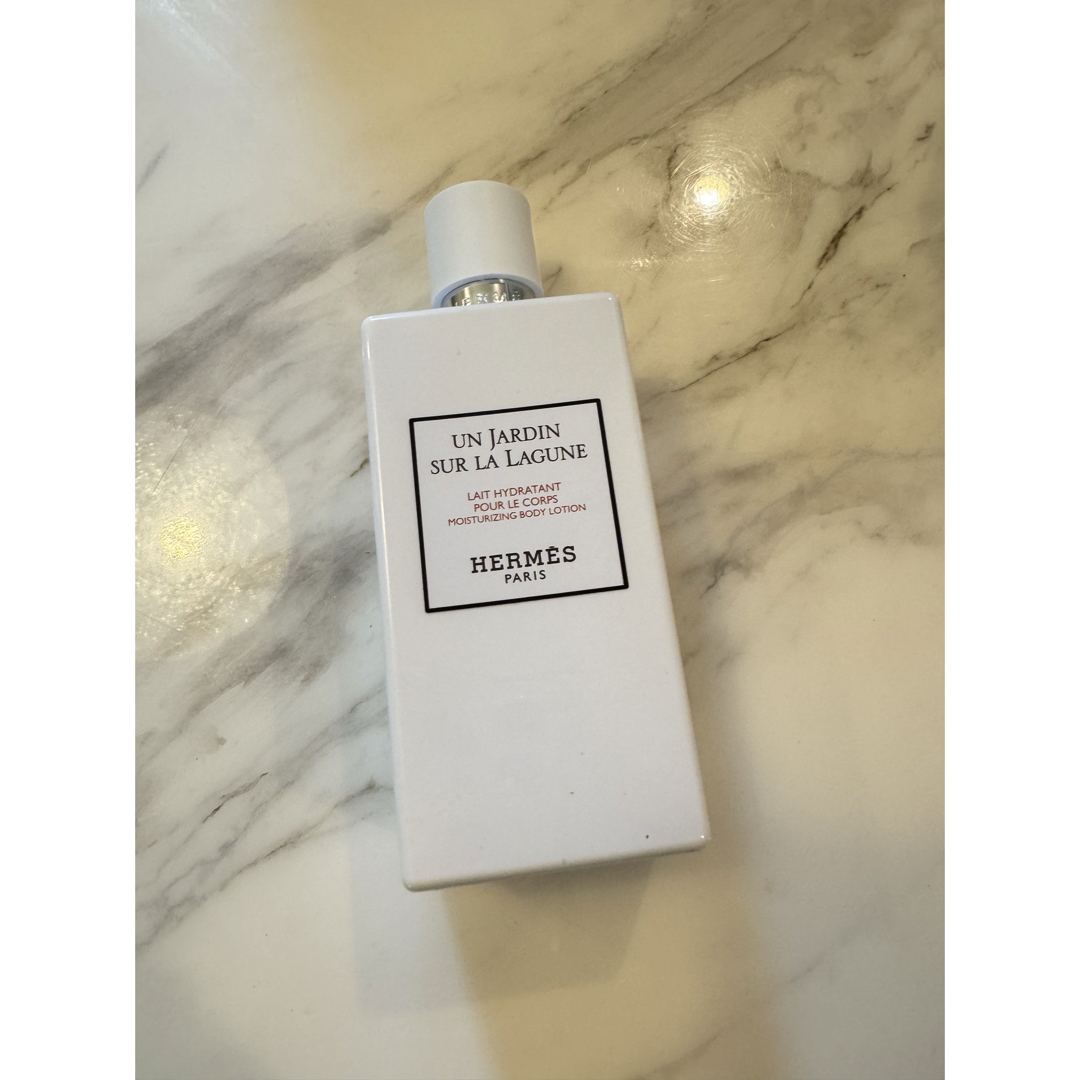 UN JARDIN
SUR LA LAGUNE
LAIT HYDRATANT
POUR LE CORPS
MOISTURIZING BODY LOTION
HERMÈS
PARIS